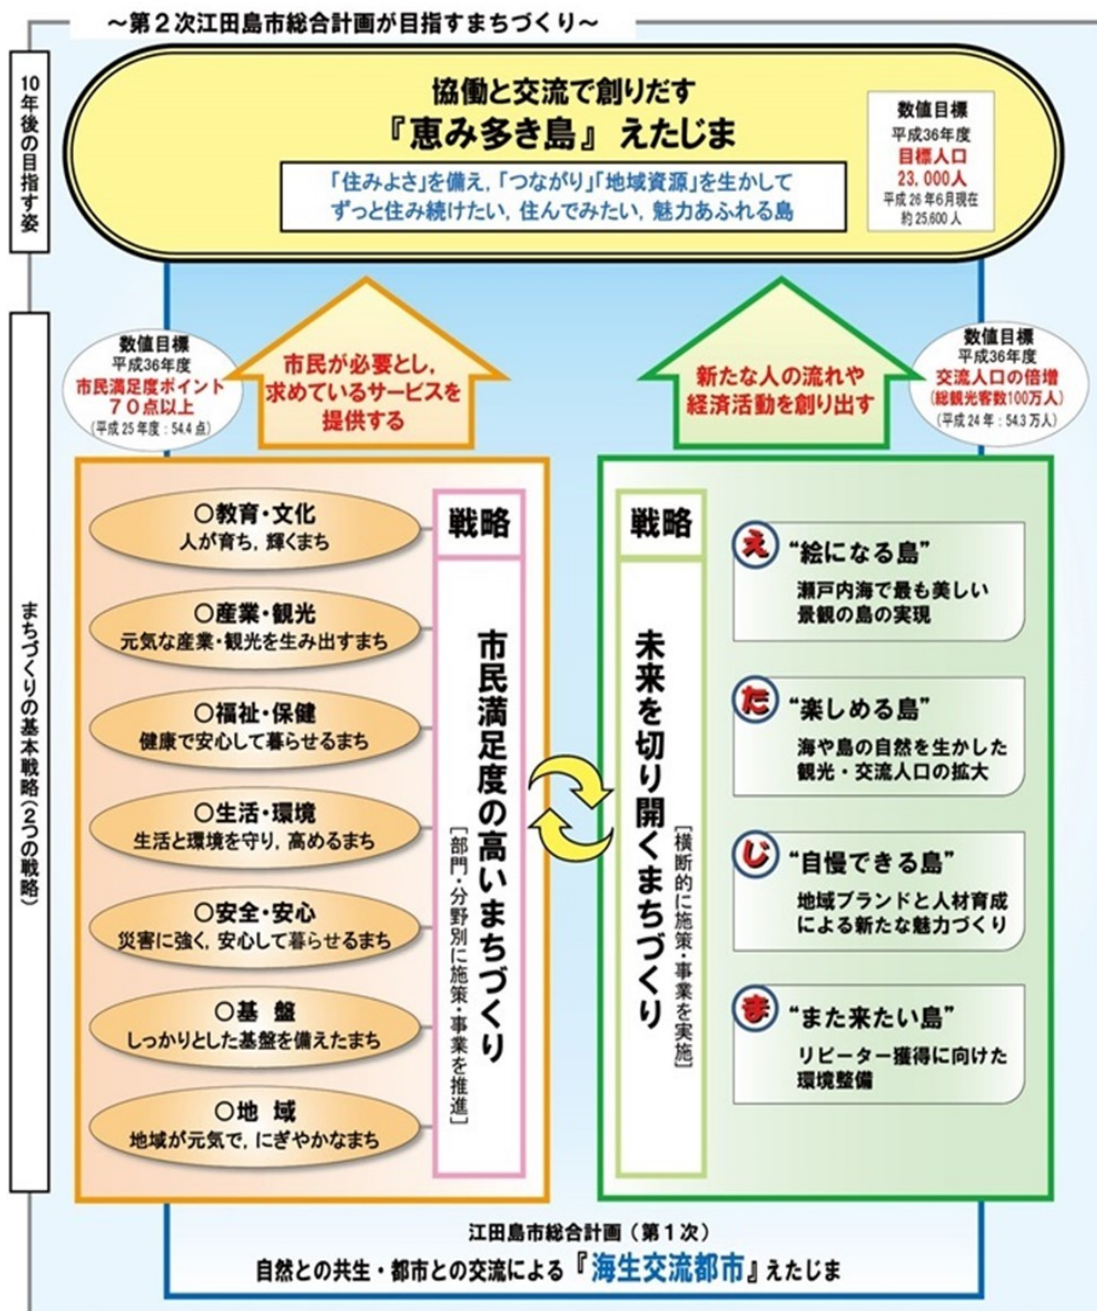 ～第２次江田島市総合計画が目指すまちづくり～
10年後の目指す姿
協働と交流で創りだす
『恵み多き島』えたじま
「住みよさ」を備え，「つながり」「地域資源」を生かして
ずっと住み続けたい，住んでみたい，魅力あふれる島
数値目標
平成36年度
目標人口
23,000人
平成26年6月現在
約25,600人
まちづくりの基本戦略(２つの戦略)
数値目標
平成36年度
市民満足度ポイント
７０点以上
(平成25年度：54.4点)
市民が必要とし，
求めているサービスを
提供する
新たな人の流れや
経済活動を創り出す
数値目標
平成36年度
交流人口の倍増
(総観光客数100万人)
(平成24年：54.3万人)
○教育・文化
人が育ち，輝くまち
○産業・観光
元気な産業・観光を生み出すまち
○福祉・保健
健康で安心して暮らせるまち
○生活・環境
生活と環境を守り，高めるまち
○安全・安心
災害に強く，安心して暮らせるまち
○基 盤
しっかりとした基盤を備えたまち
○地 域
地域が元気で，にぎやかなまち
戦略
市民満足度の高いまちづくり
［部門・分野別に施策・事業を推進］
戦略
未来を切り開くまちづくり
［横断的に施策・事業を実施］
え
“絵になる島”
瀬戸内海で最も美しい
景観の島の実現
た
“楽しめる島”
海や島の自然を生かした
観光・交流人口の拡大
じ
“自慢できる島”
地域ブランドと人材育成
による新たな魅力づくり
ま
“また来たい島”
リピーター獲得に向けた
環境整備
江田島市総合計画（第１次）
自然との共生・都市との交流による『海生交流都市』えたじま